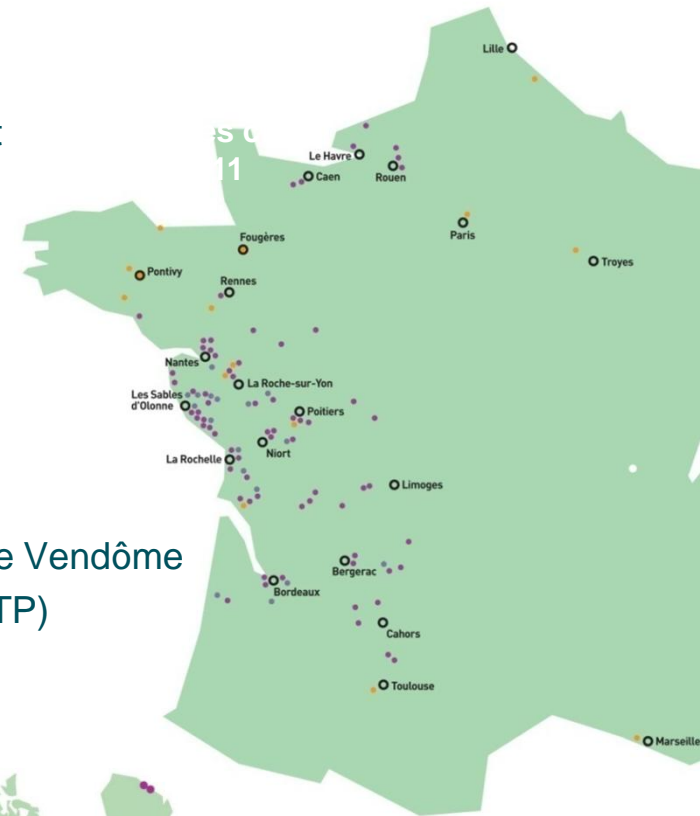 Lille
Le Havre
Caen
Rouen
11
Paris
Fougères
Troyes
Pontivy
Rennes
Nantes
La Roche-sur-Yon
Les Sables
d'Olonne
Poitiers
Niort
La Rochelle
Limoges
e Vendôme
Bergerac
Bordeaux
TP)
Cahors
Toulouse
Marseille